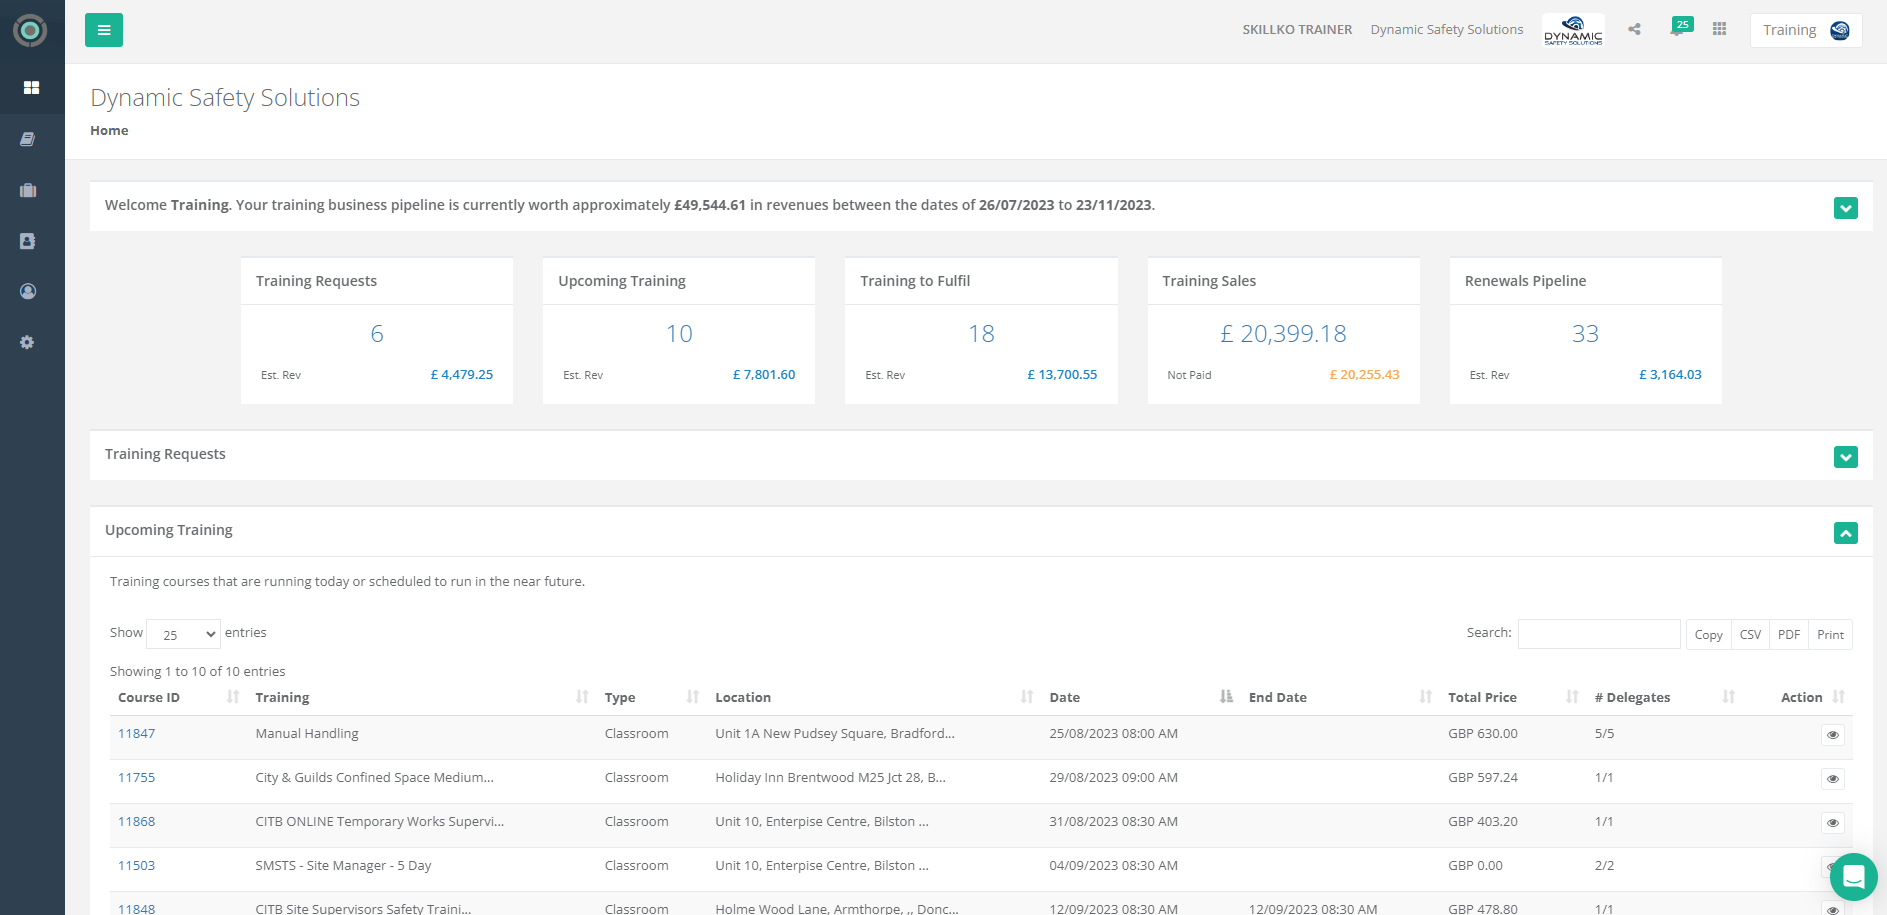 SKILLKO TRAINER Dynamic Safety Solutions DYNAMIC SAFETY SOLUTIONS 25 Training
Dynamic Safety Solutions
Home
Welcome Training. Your training business pipeline is currently worth approximately £49,544.61 in revenues between the dates of 26/07/2023 to 23/11/2023.
Training Requests Upcoming Training Training to Fulfil Training Sales Renewals Pipeline
6 10 18 £ 20,399.18 33
Est. Rev £ 4,479.25 Est. Rev £ 7,801.60 Est. Rev £ 13,700.55 Not Paid £ 20,255.43 Est. Rev £ 3,164.03
Training Requests
Upcoming Training
Training courses that are running today or scheduled to run in the near future.
Show 25 entries Search: Copy CSV PDF Print
Showing 1 to 10 of 10 entries
Course ID Training Type Location Date End Date Total Price # Delegates Action
11847 Manual Handling Classroom Unit 1A New Pudsey Square, Bradford... 25/08/2023 08:00 AM GBP 630.00 5/5
11755 City & Guilds Confined Space Medium... Classroom Holiday Inn Brentwood M25 Jct 28, B... 29/08/2023 09:00 AM GBP 597.24 1/1
11868 CITB ONLINE Temporary Works Supervi... Classroom Unit 10, Enterpise Centre, Bilston ... 31/08/2023 08:30 AM GBP 403.20 1/1
11503 SMSTS - Site Manager - 5 Day Classroom Unit 10, Enterpise Centre, Bilston ... 04/09/2023 08:30 AM GBP 0.00 2/2
11848 CITB Site Supervisors Safety Traini... Classroom Holme Wood Lane, Armthorpe, ,, Donc... 12/09/2023 08:30 AM 12/09/2023 08:30 AM GBP 478.80 1/1